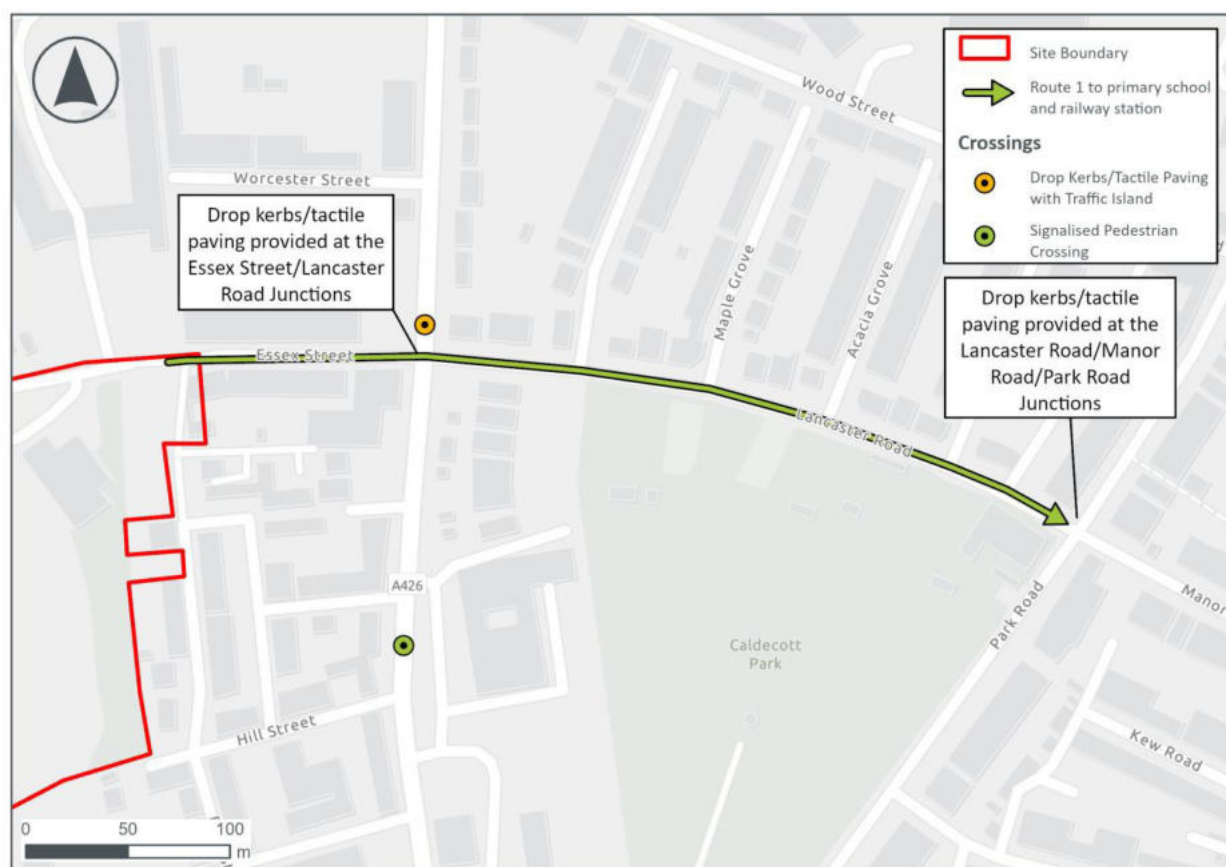 Site Boundary
Route 1 to primary school
and railway station
Crossings
Drop Kerbs/Tactile Paving
with Traffic Island
Signalised Pedestrian
Crossing
Wood Street
Worcester Street
Drop kerbs/tactile
paving provided at the
Essex Street/Lancaster
Road Junctions
Maple Grove
Acacia Grove
Drop kerbs/tactile
paving provided at the
Lancaster Road/Manor
Road/Park Road
Junctions
Essex Street
Lancaster Road
A426
Park Road
Manor
Caldecott
Park
Hill Street
Kew Road
0 50 100
m